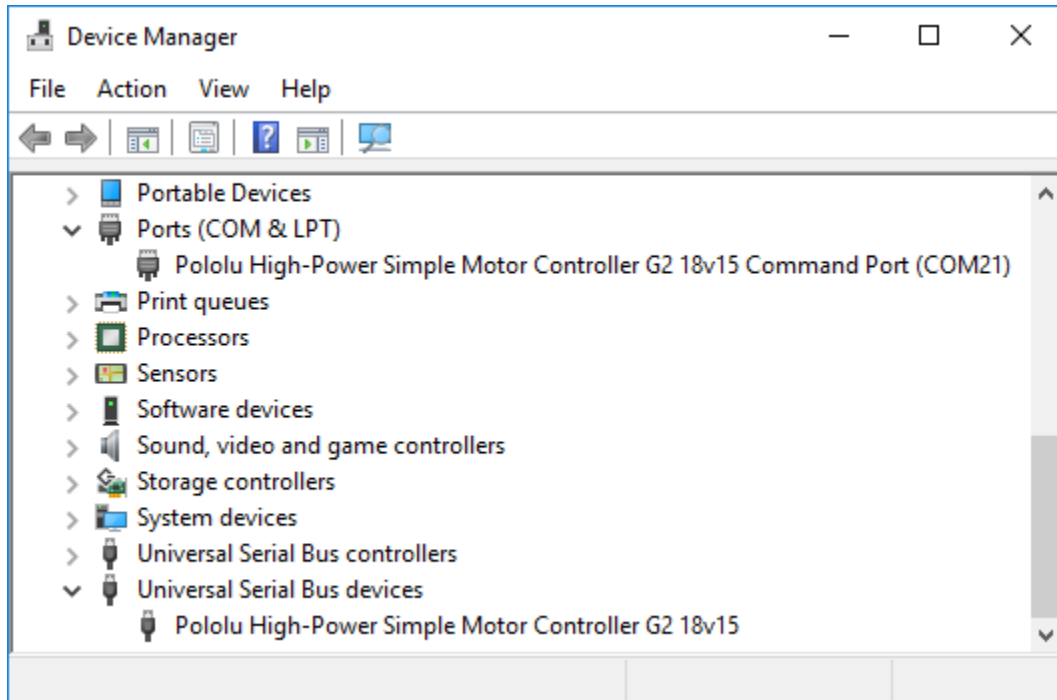 Device Manager
File Action View Help
Portable Devices
Ports (COM & LPT)
Pololu High-Power Simple Motor Controller G2 18v15 Command Port (COM21)
Print queues
Processors
Sensors
Software devices
Sound, video and game controllers
Storage controllers
System devices
Universal Serial Bus controllers
Universal Serial Bus devices
Pololu High-Power Simple Motor Controller G2 18v15